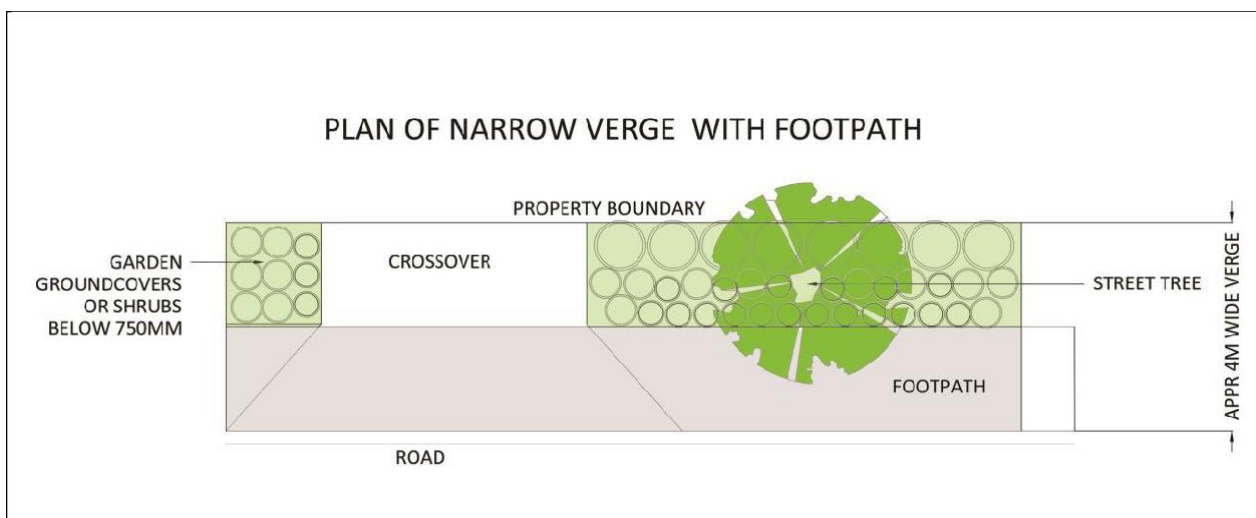 PLAN OF NARROW VERGE WITH FOOTPATH
PROPERTY BOUNDARY
GARDEN
GROUNDCOVERS
OR SHRUBS
BELOW 750MM
CROSSOVER
STREET TREE
FOOTPATH
APPR 4M WIDE VERGE
ROAD